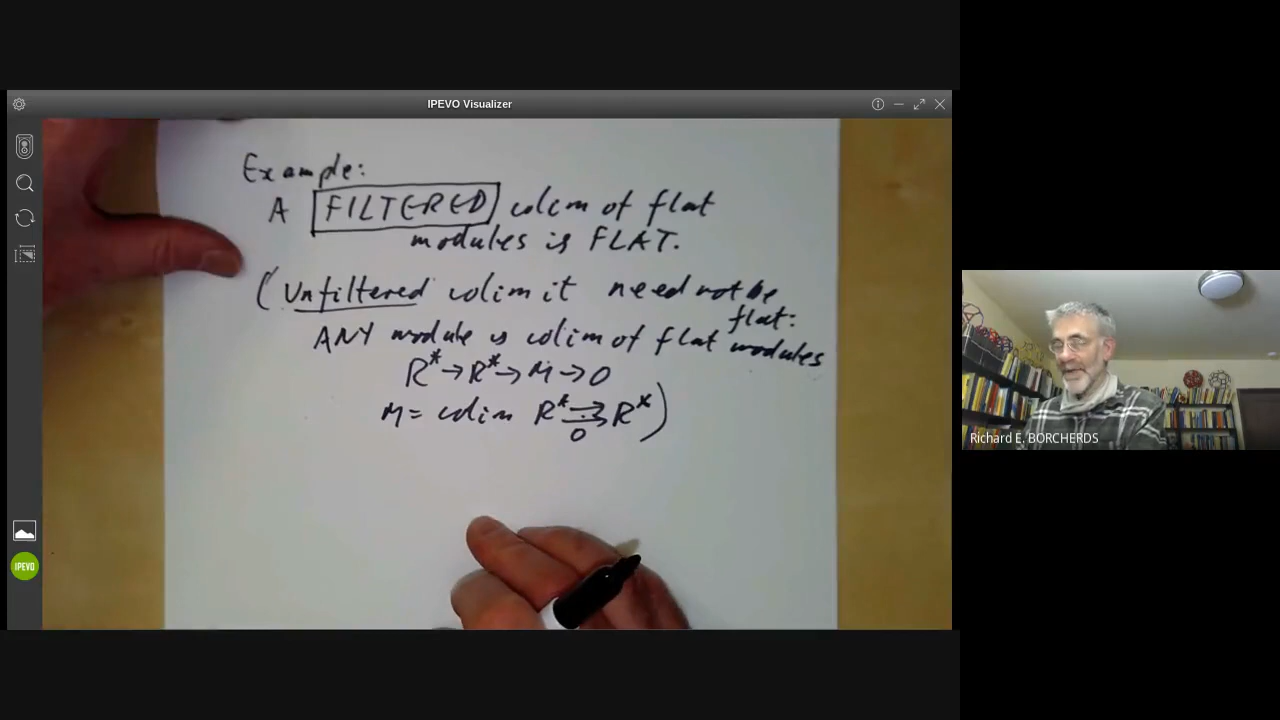 IPEVO Visualizer
Example:
A FILTERED colim of flat
modules is FLAT.
(Unfiltered colimit need not be
flat:
ANY module is colim of flat modules
R* → R* → M → 0
M = colim R* ⇉ R* )
0
IPEVO
Richard E. BORCHERDS